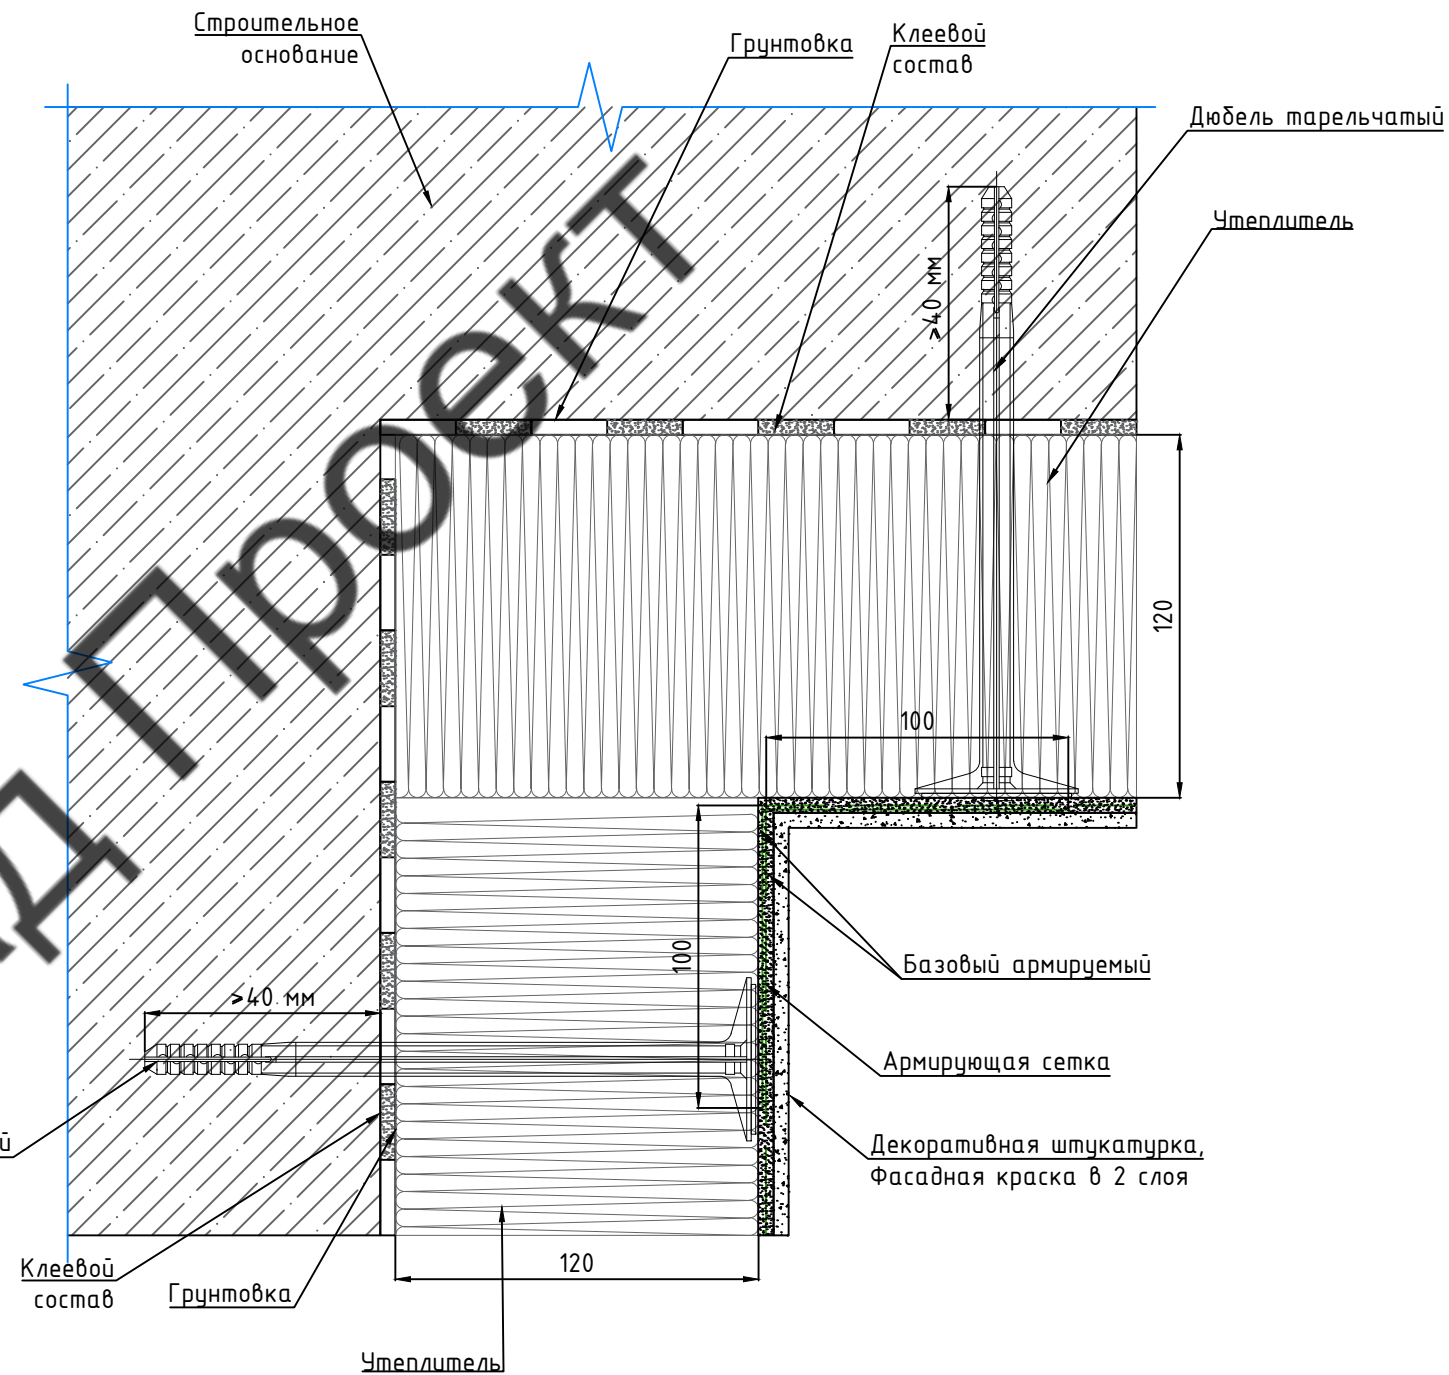 Строительное
основание
Грунтовка
Клеевой
состав
Дюбель тарельчатый
Утеплитель
>40 мм
120
100
100
Базовый армируемый
>40 мм
Армирующая сетка
й
Декоративная штукатурка,
Фасадная краска в 2 слоя
Клеевой
состав
Грунтовка
120
Утеплитель
Д Проект